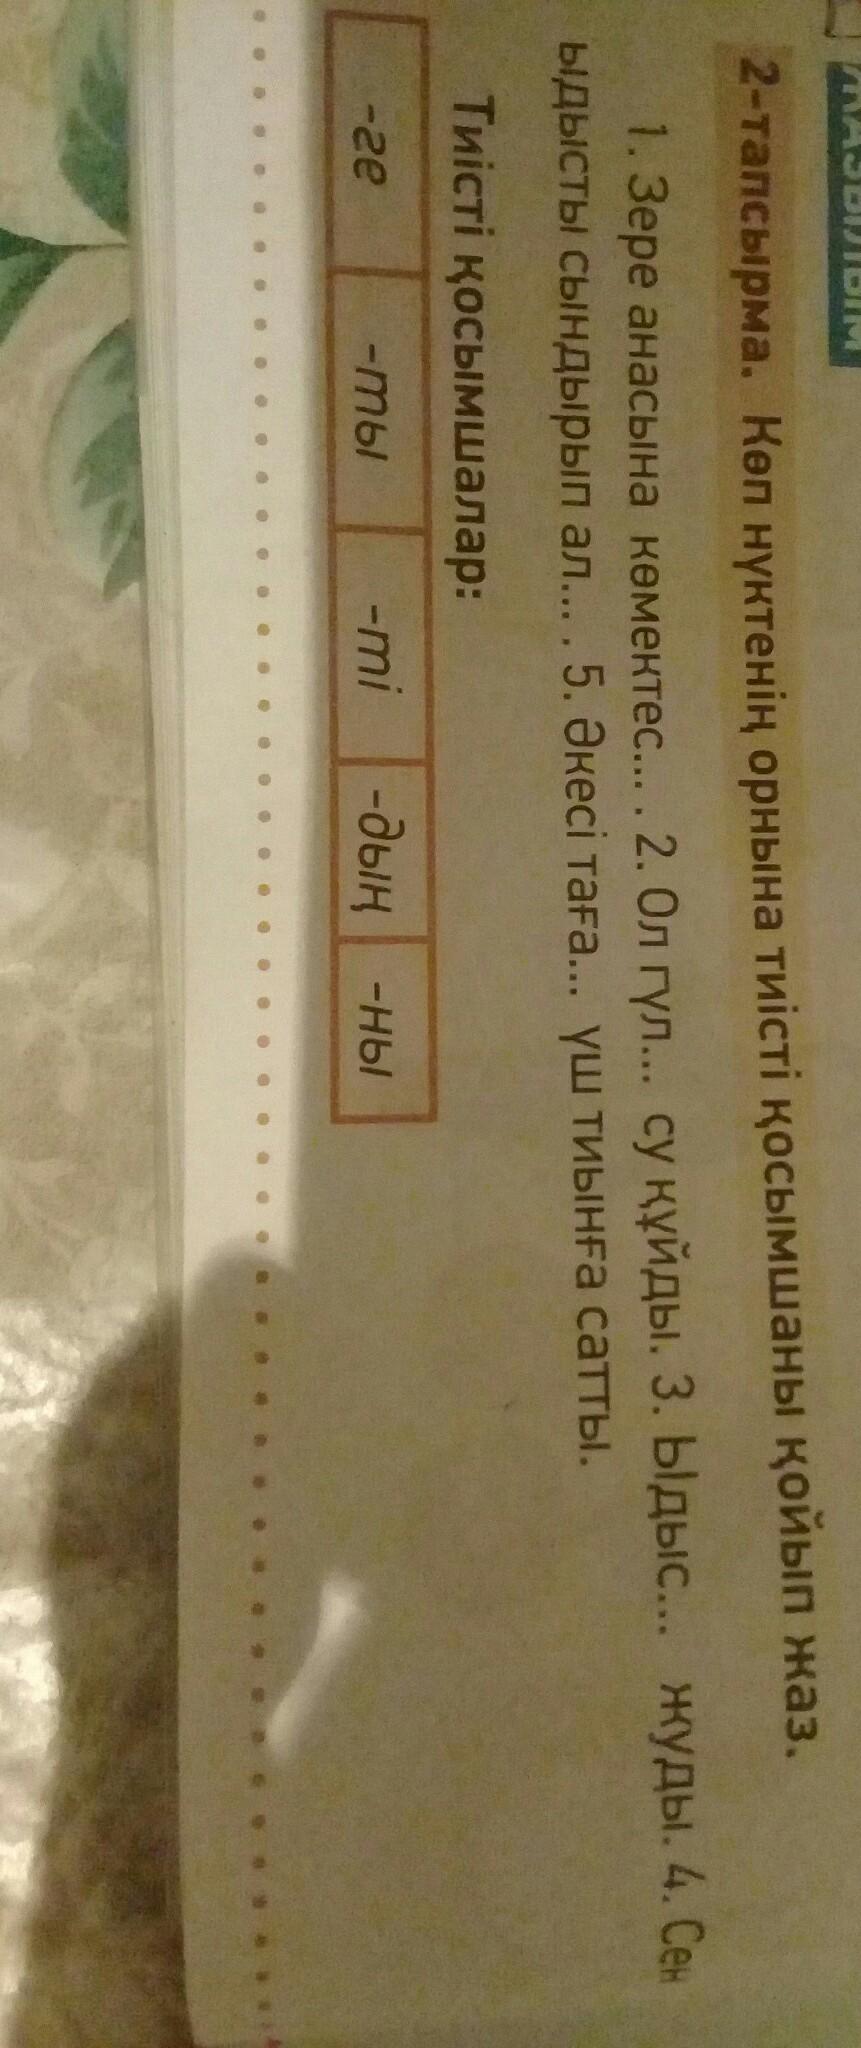 2-тапсырма. Көп нүктенің орнына тиісті қосымшаны қойып жаз.
1. Зере анасына көмектес... . 2. Ол гүл... су құйды. 3. Ыдыс... жуды. 4. Сен
ыдысты сындырып ал... . 5. Әкесі таға... үш тиынға сатты.
Тиісті қосымшалар:
-ге -ты -ті -дың -ны